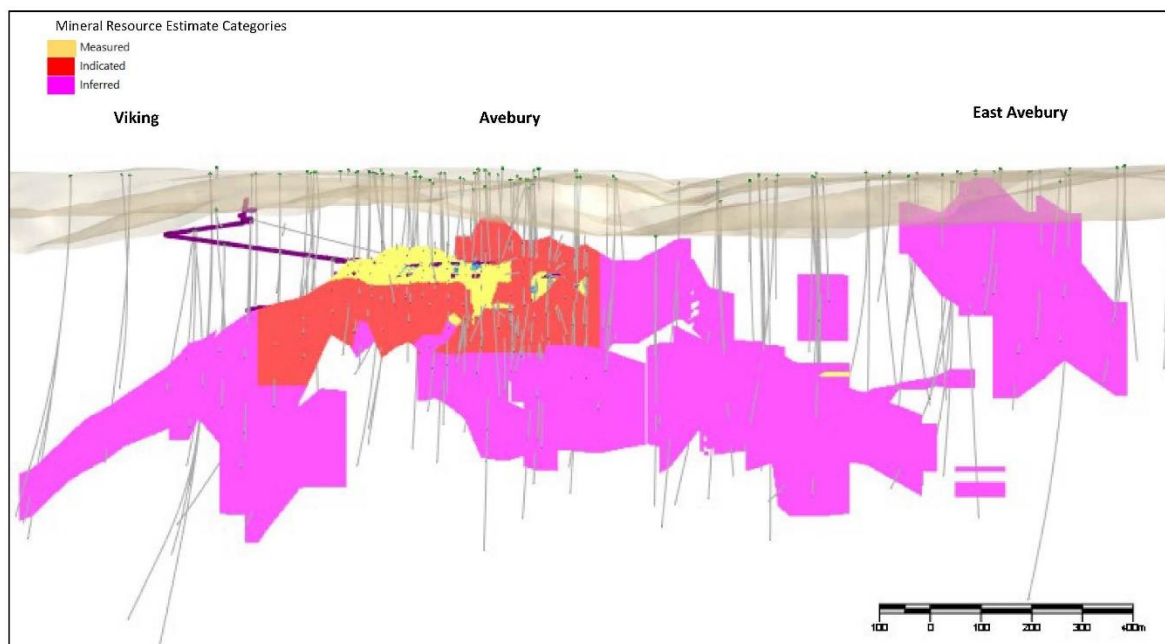 Mineral Resource Estimate Categories
Measured
Indicated
Inferred
Viking Avebury East Avebury
100 0 100 200 300 400m